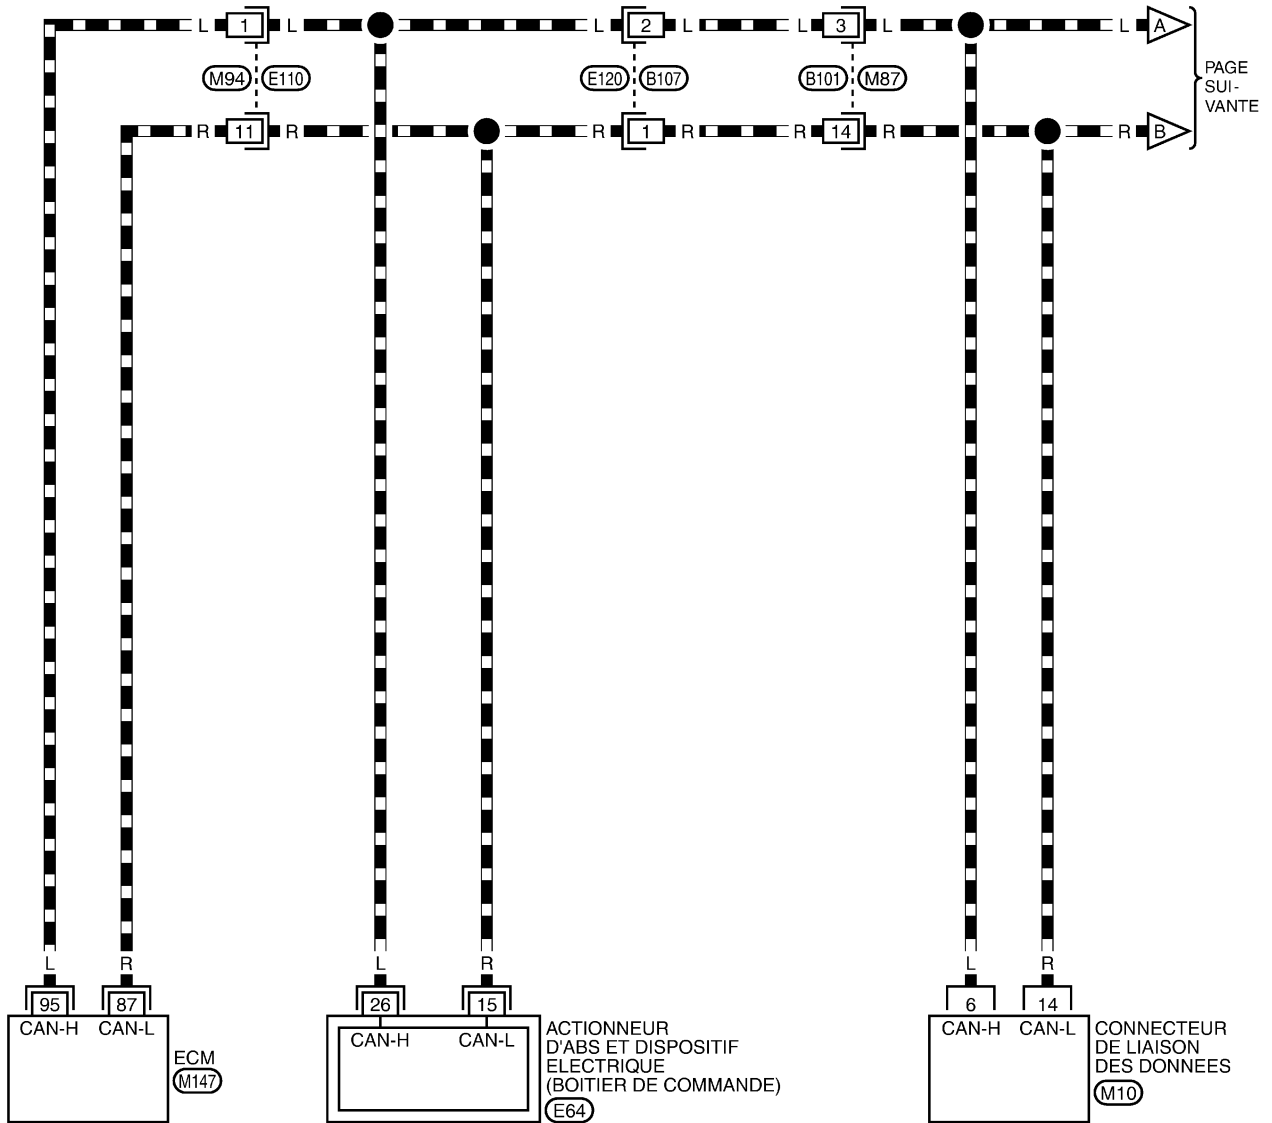 L 1 L L 2 L L 3 L L A
M94 E110 E120 B107 B101 M87
PAGE
SUI-
VANTE
R 11 R R 1 R R 14 R R B
L R L R L R
95 87 26 15 6 14
CAN-H CAN-L CAN-H CAN-L CAN-H CAN-L
ECM
M147
ACTIONNEUR
D'ABS ET DISPOSITIF
ELECTRIQUE
(BOITIER DE COMMANDE)
E64
CONNECTEUR
DE LIAISON
DES DONNEES
M10